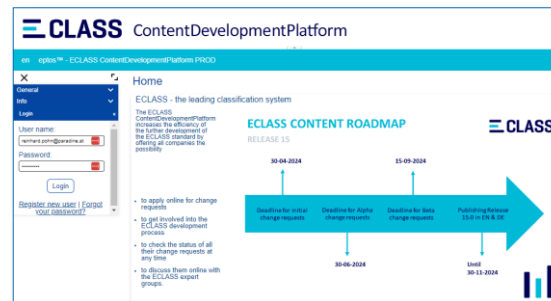 ECLASS ContentDevelopmentPlatform
en eptos™ - ECLASS ContentDevelopmentPlatform PROD
General
Info
Login
User name:
reinhard.pohn@paradine.at
Password:
Login
Register new user | Forgot
your password?
Home
ECLASS - the leading classification system
The ECLASS
ContentDevelopmentPlatform
increases the efficiency of
the further development of
the ECLASS standard by
offering all companies the
possibility
• to apply online for change
requests
• to get involved into the
ECLASS development
process
• to check the status of all
their change requests at
any time
• to discuss them online with
the ECLASS expert
groups.
ECLASS CONTENT ROADMAP
RELEASE 15
ECLASS
30-04-2024
15-09-2024
Deadline for initial
change requests
Deadline for Alpha
change requests
Deadline for Beta
change requests
Publishing Release
15.0 in EN & DE
30-06-2024
Until
30-11-2024